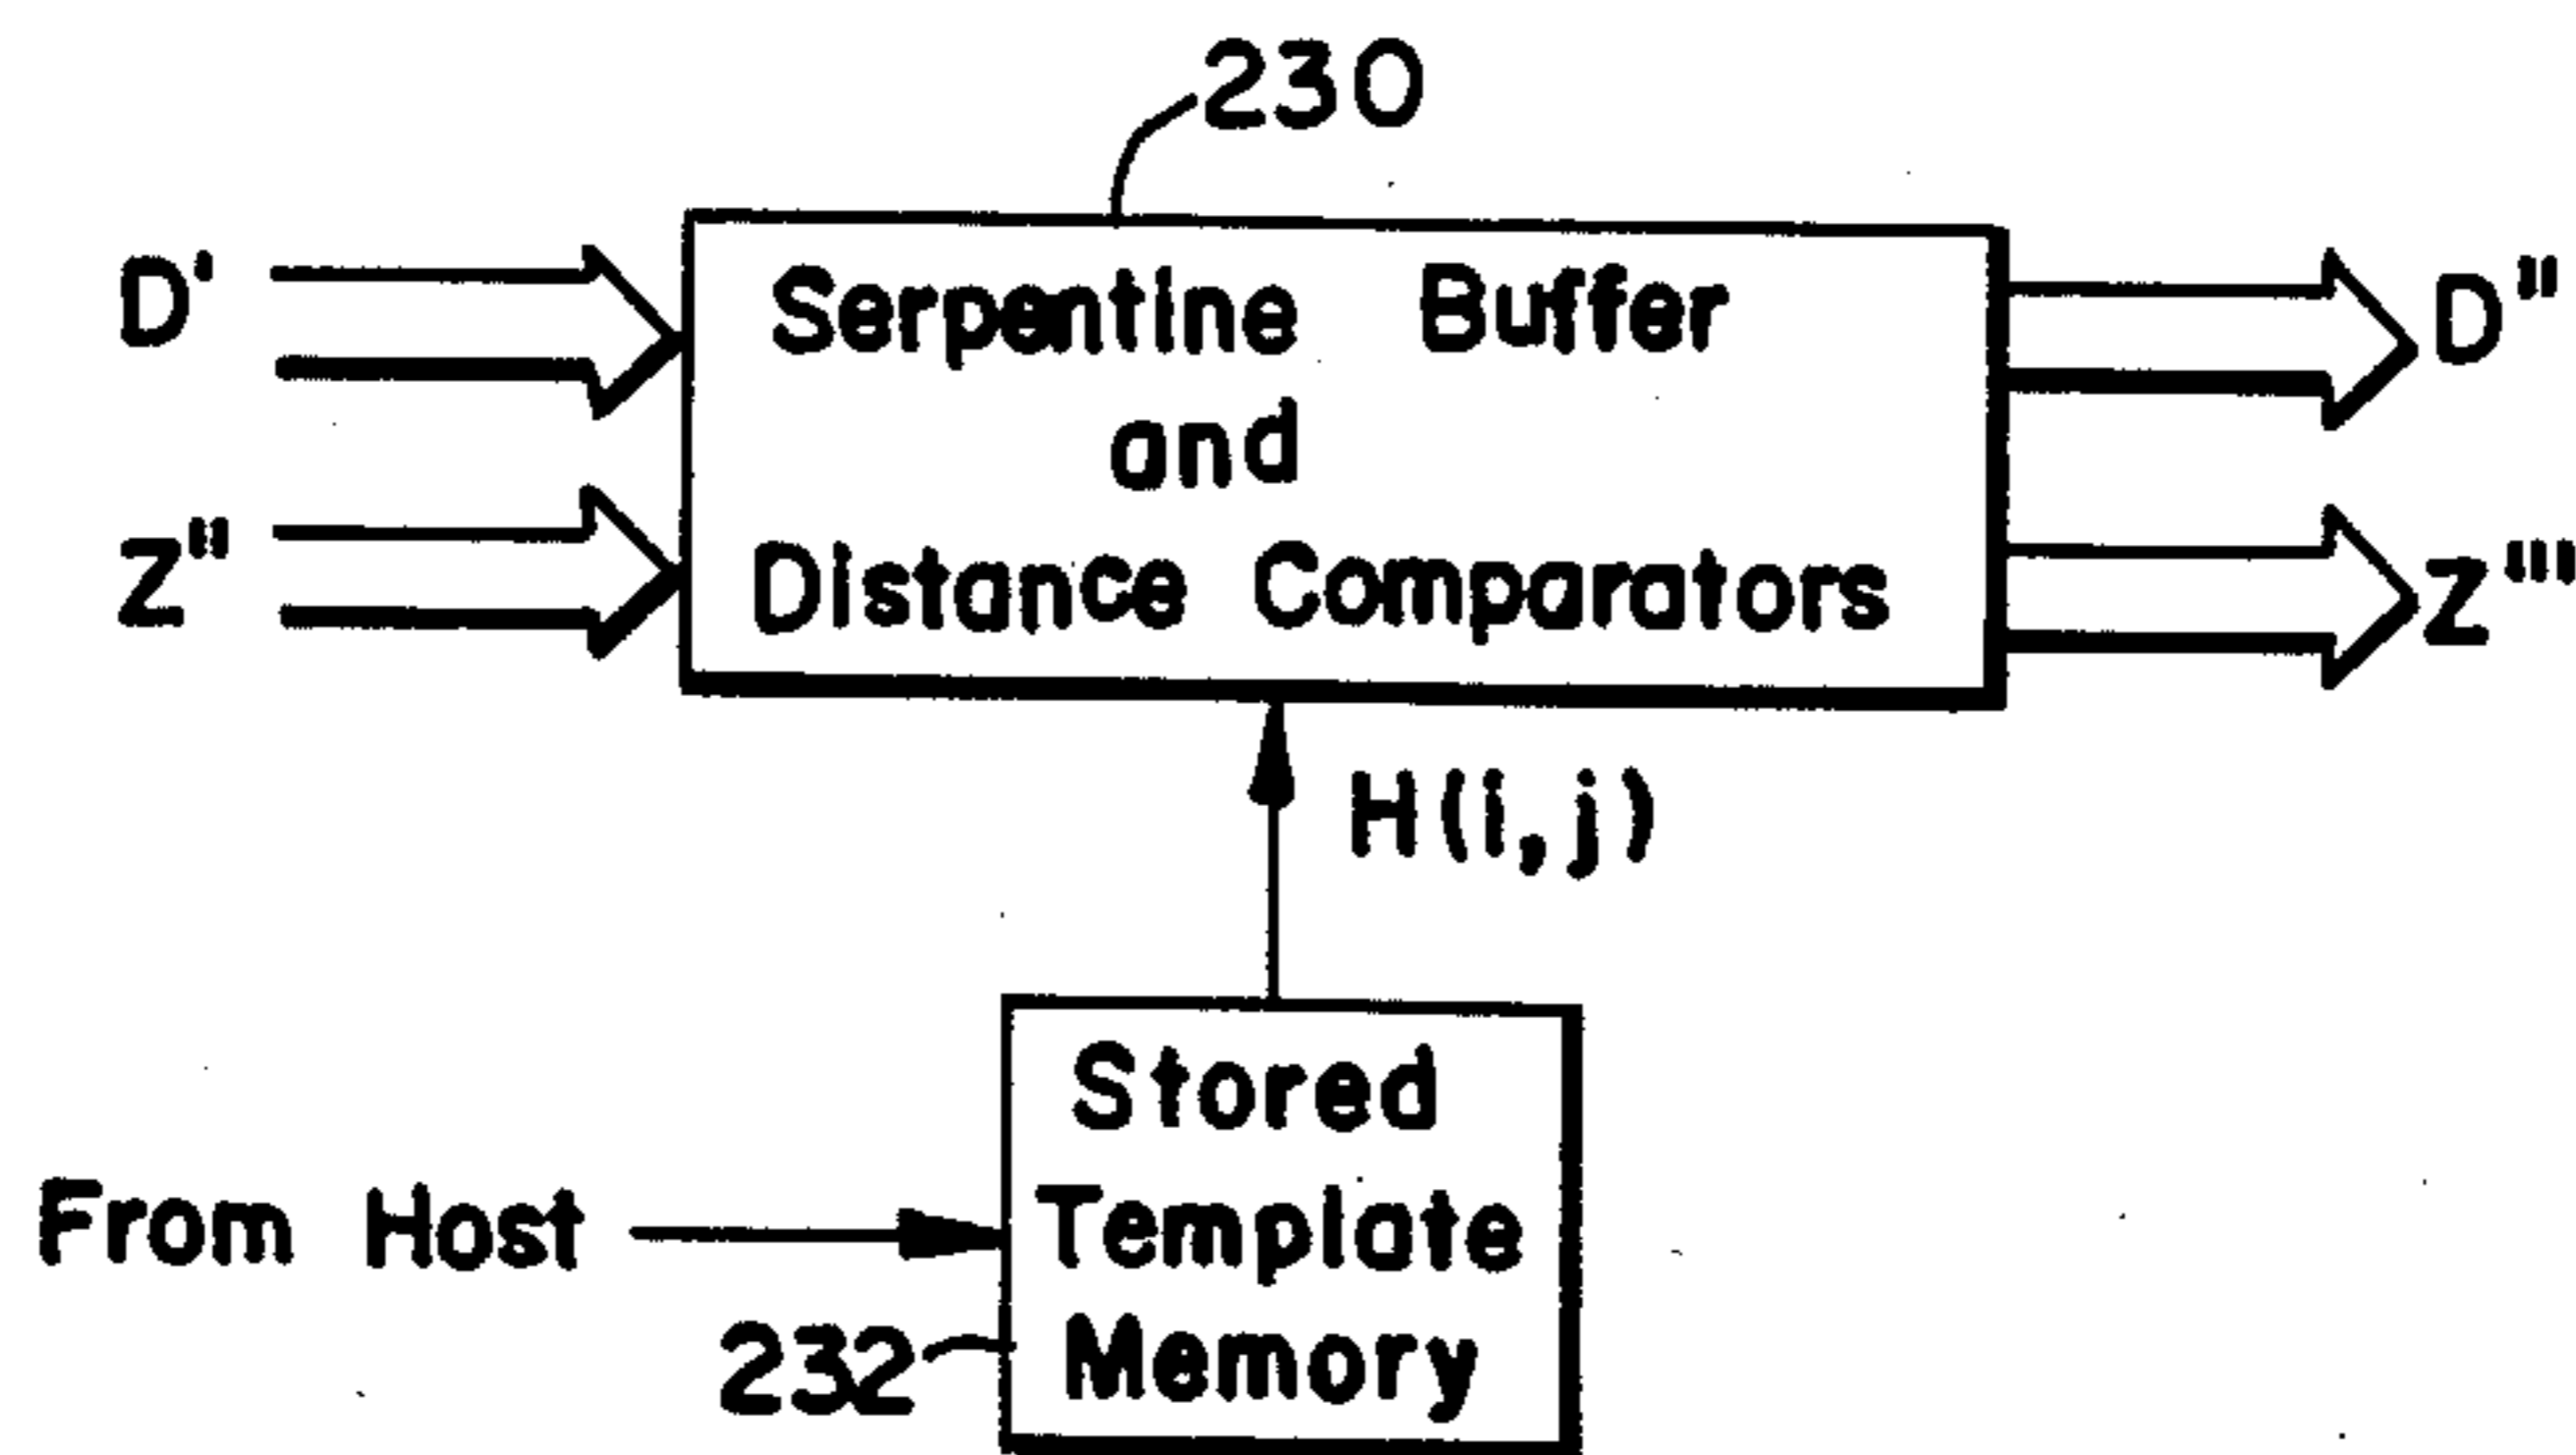 230
D' Serpentine Buffer D"
and
Z" Distance Comparators Z'"
H(i,j)
Stored
From Host Template
232 Memory